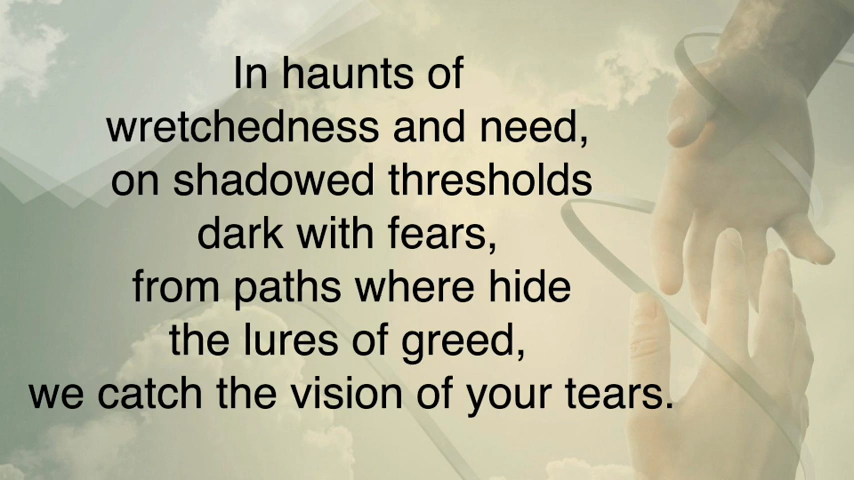 In haunts of
wretchedness and need,
on shadowed thresholds
dark with fears,
from paths where hide
the lures of greed,
we catch the vision of your tears.